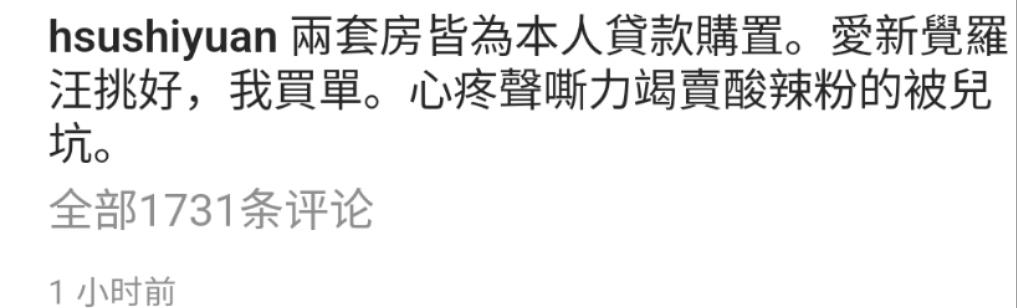 hsushiyuan 兩套房皆為本人貸款購置。愛新覺羅
汪挑好，我買單。心疼聲嘶力竭賣酸辣粉的被兒
坑。
全部1731条评论
1 小时前